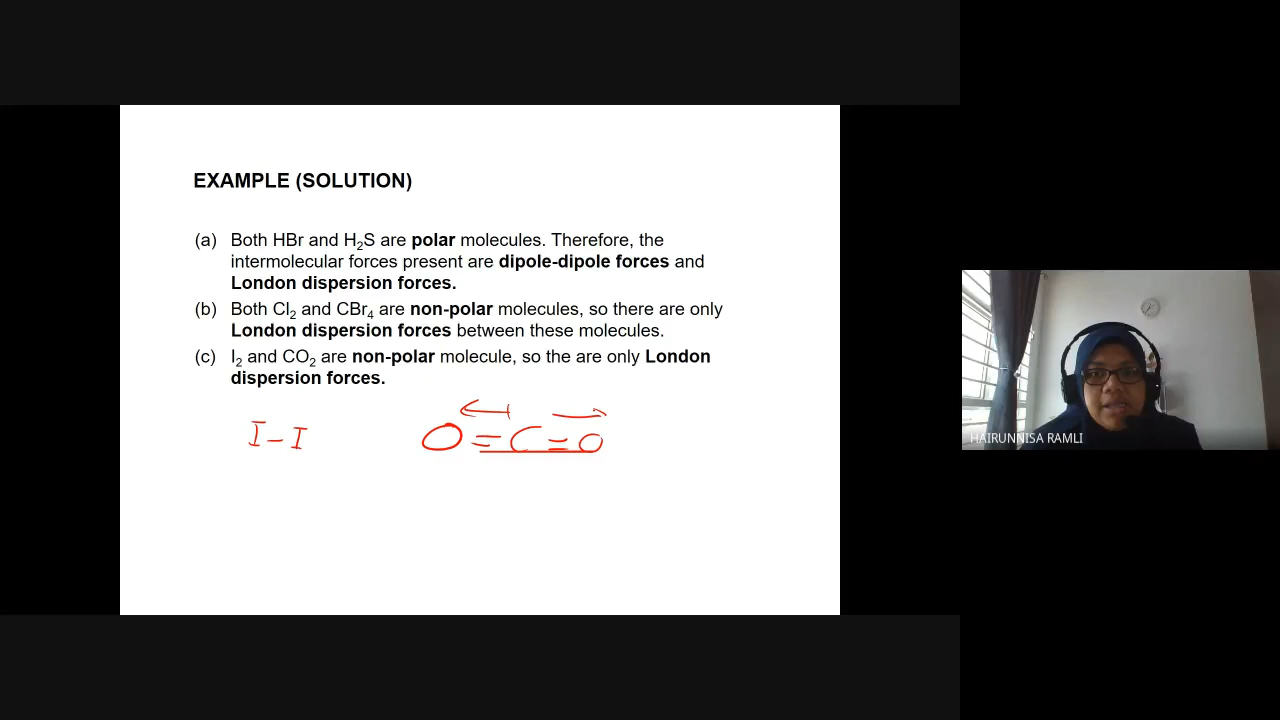 EXAMPLE (SOLUTION)
(a) Both HBr and H₂S are polar molecules. Therefore, the
intermolecular forces present are dipole-dipole forces and
London dispersion forces.
(b) Both Cl₂ and CBr₄ are non-polar molecules, so there are only
London dispersion forces between these molecules.
(c) I₂ and CO₂ are non-polar molecule, so the are only London
dispersion forces.
I-I
O=C=O
HAIRUNNISA RAMLI